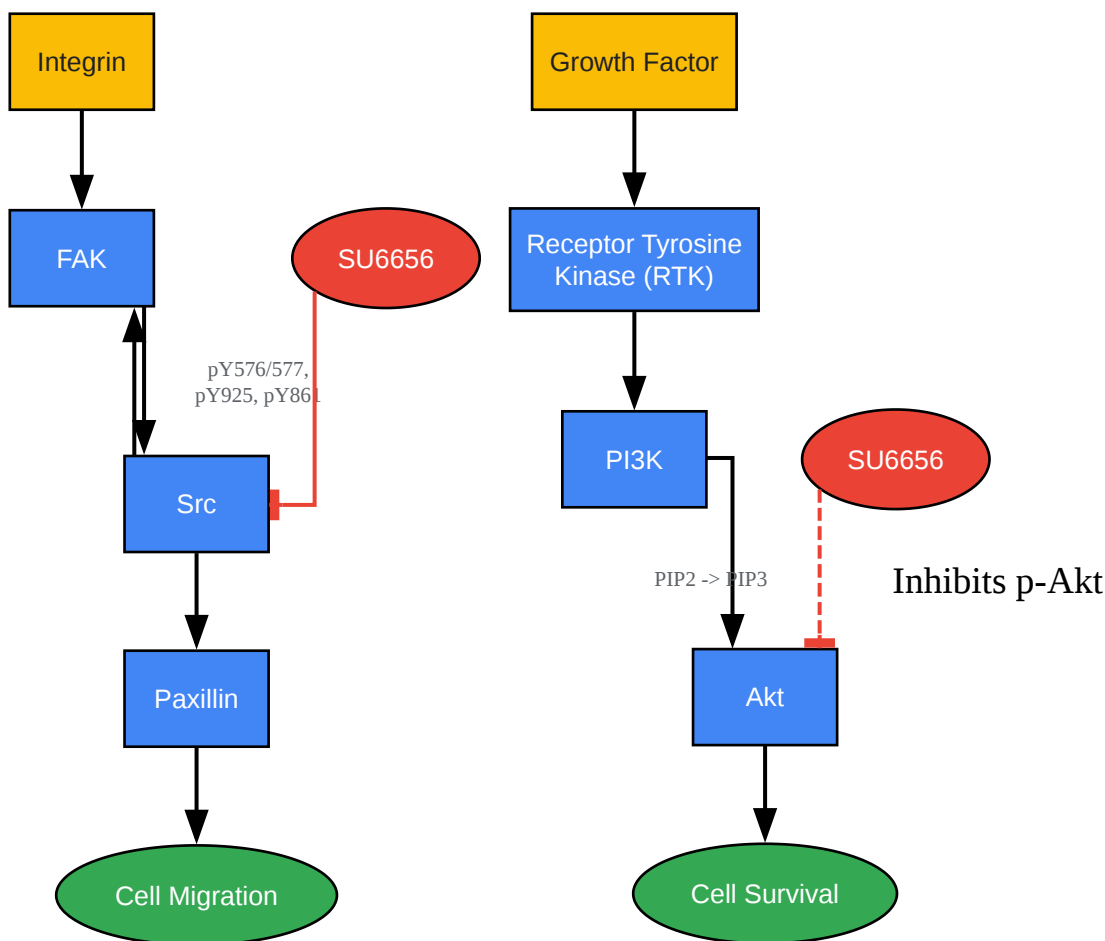 Integrin
FAK
SU6656
pY576/577,
pY925, pY861
Src
Paxillin
Cell Migration
Growth Factor
Receptor Tyrosine
Kinase (RTK)
PI3K
SU6656
PIP2 -> PIP3
Inhibits p-Akt
Akt
Cell Survival